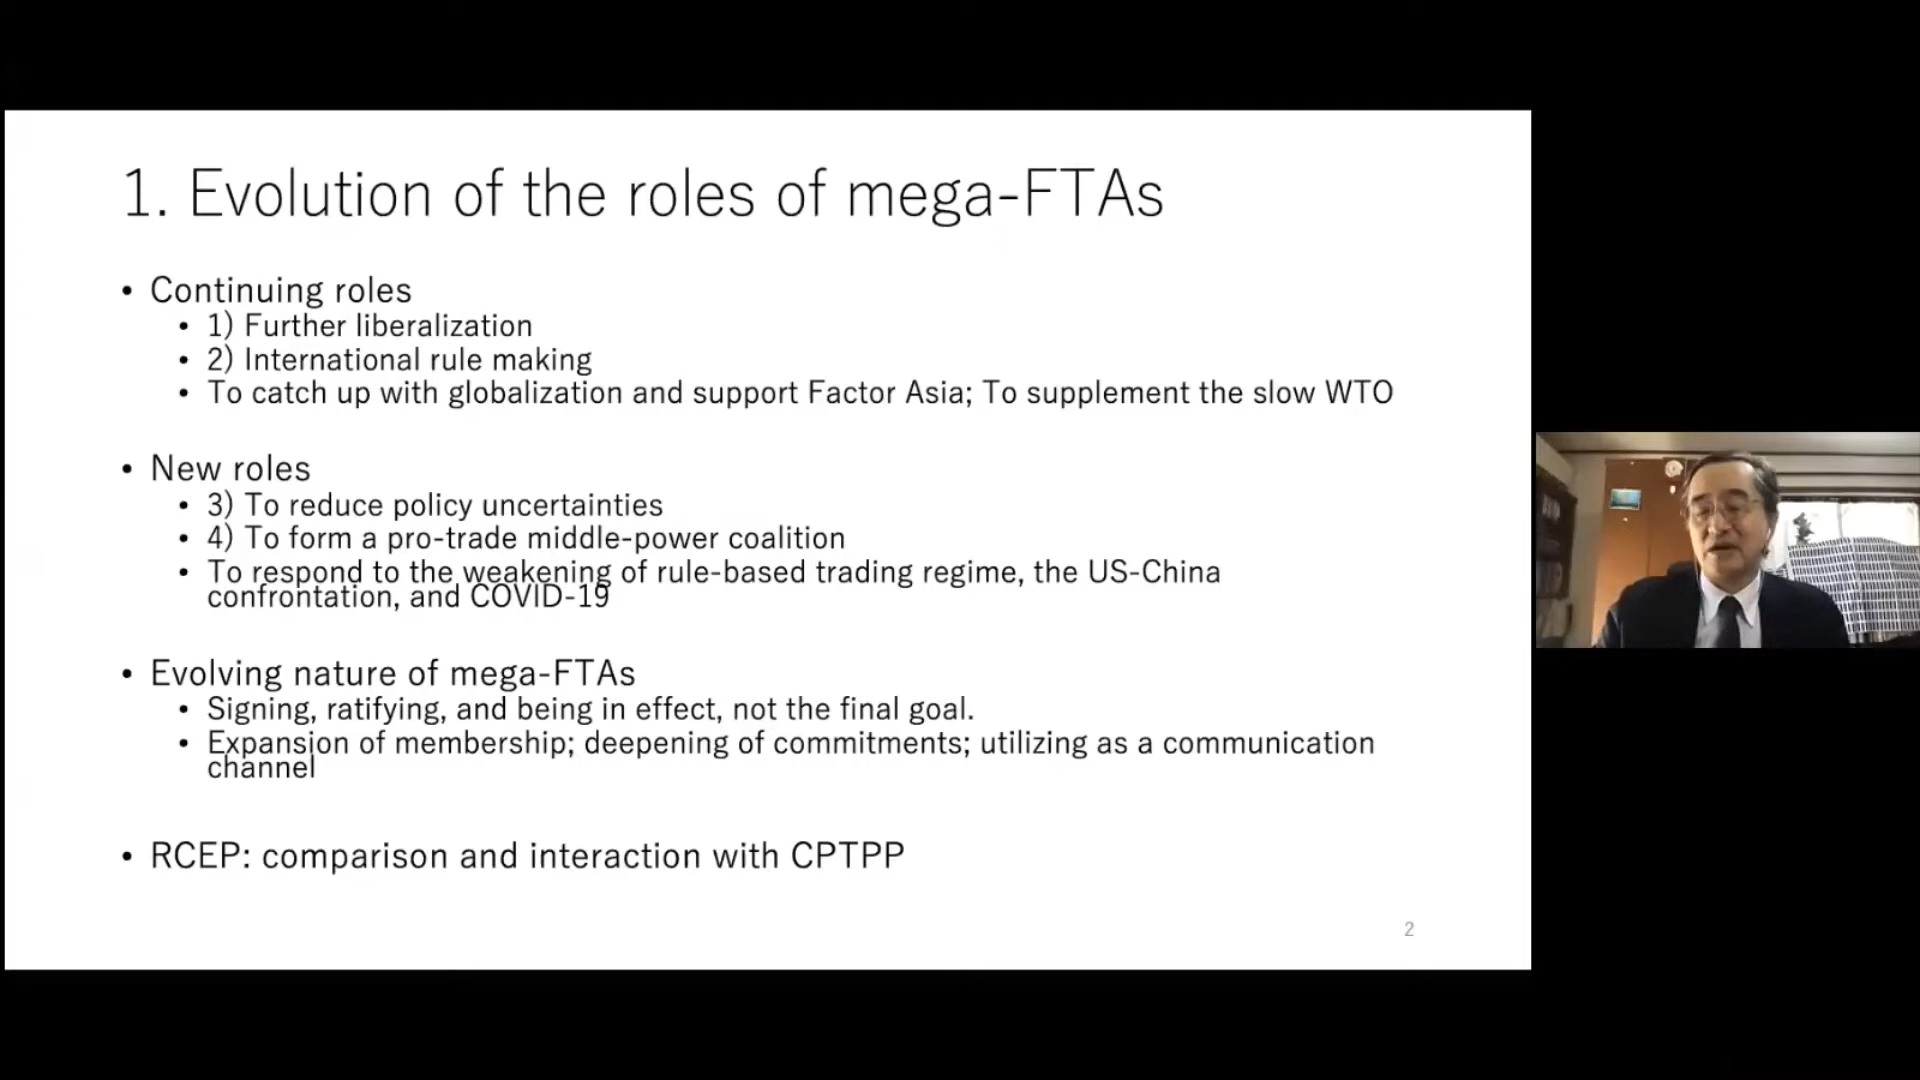 1. Evolution of the roles of mega-FTAs
• Continuing roles
• 1) Further liberalization
• 2) International rule making
• To catch up with globalization and support Factor Asia; To supplement the slow WTO
• New roles
• 3) To reduce policy uncertainties
• 4) To form a pro-trade middle-power coalition
• To respond to the weakening of rule-based trading regime, the US-China
confrontation, and COVID-19
• Evolving nature of mega-FTAs
• Signing, ratifying, and being in effect, not the final goal.
• Expansion of membership; deepening of commitments; utilizing as a communication
channel
• RCEP: comparison and interaction with CPTPP
2